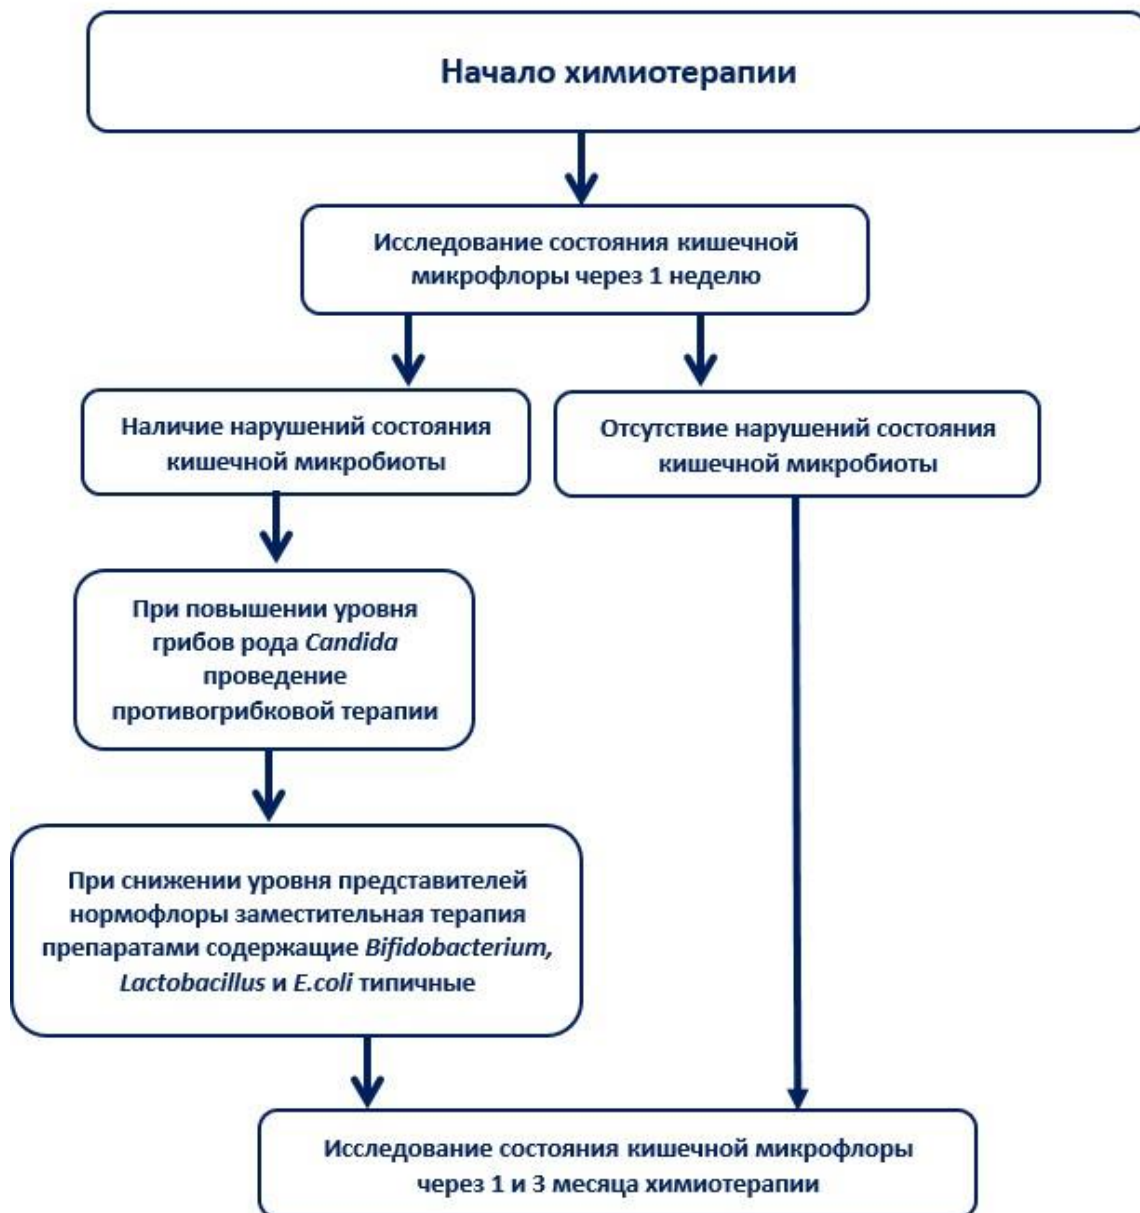 Начало химиотерапии
Исследование состояния кишечной
микрофлоры через 1 неделю
Наличие нарушений состояния
кишечной микробиоты
Отсутствие нарушений состояния
кишечной микробиоты
При повышении уровня
грибов рода Candida
проведение
противогрибковой терапии
При снижении уровня представителей
нормофлоры заместительная терапия
препаратами содержащие Bifidobacterium,
Lactobacillus и E.coli типичные
Исследование состояния кишечной микрофлоры
через 1 и 3 месяца химиотерапии